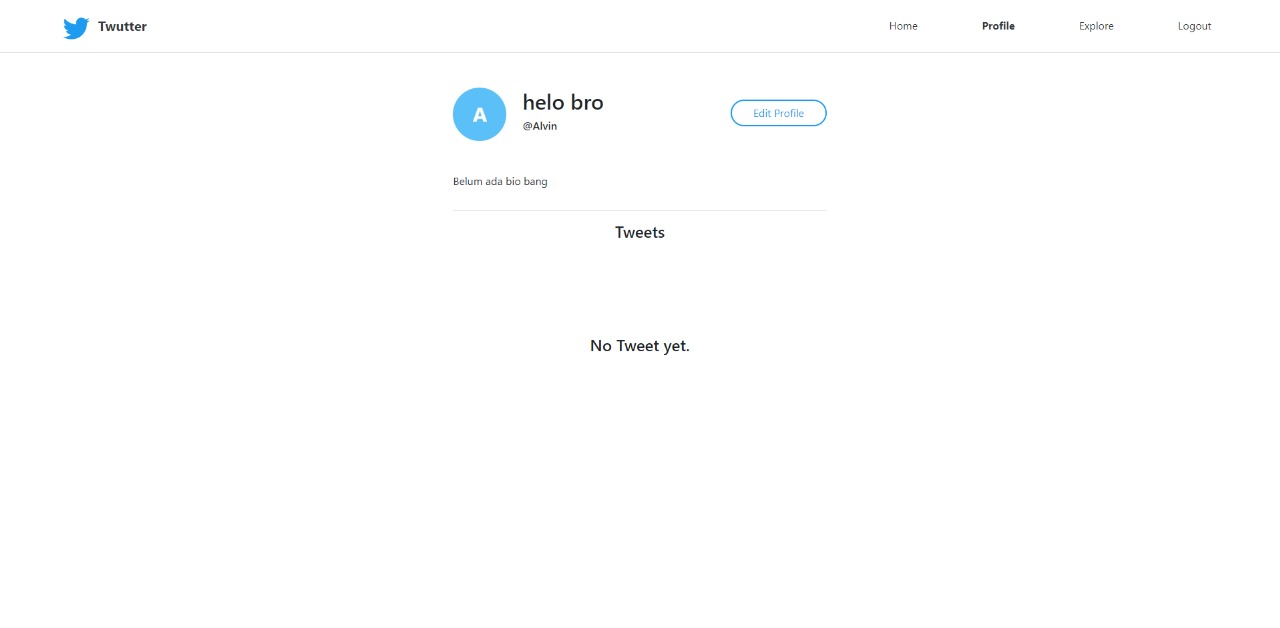 Twutter
Home
Profile
Explore
Logout
A
helo bro
@Alvin
Edit Profile
Belum ada bio bang
Tweets
No Tweet yet.